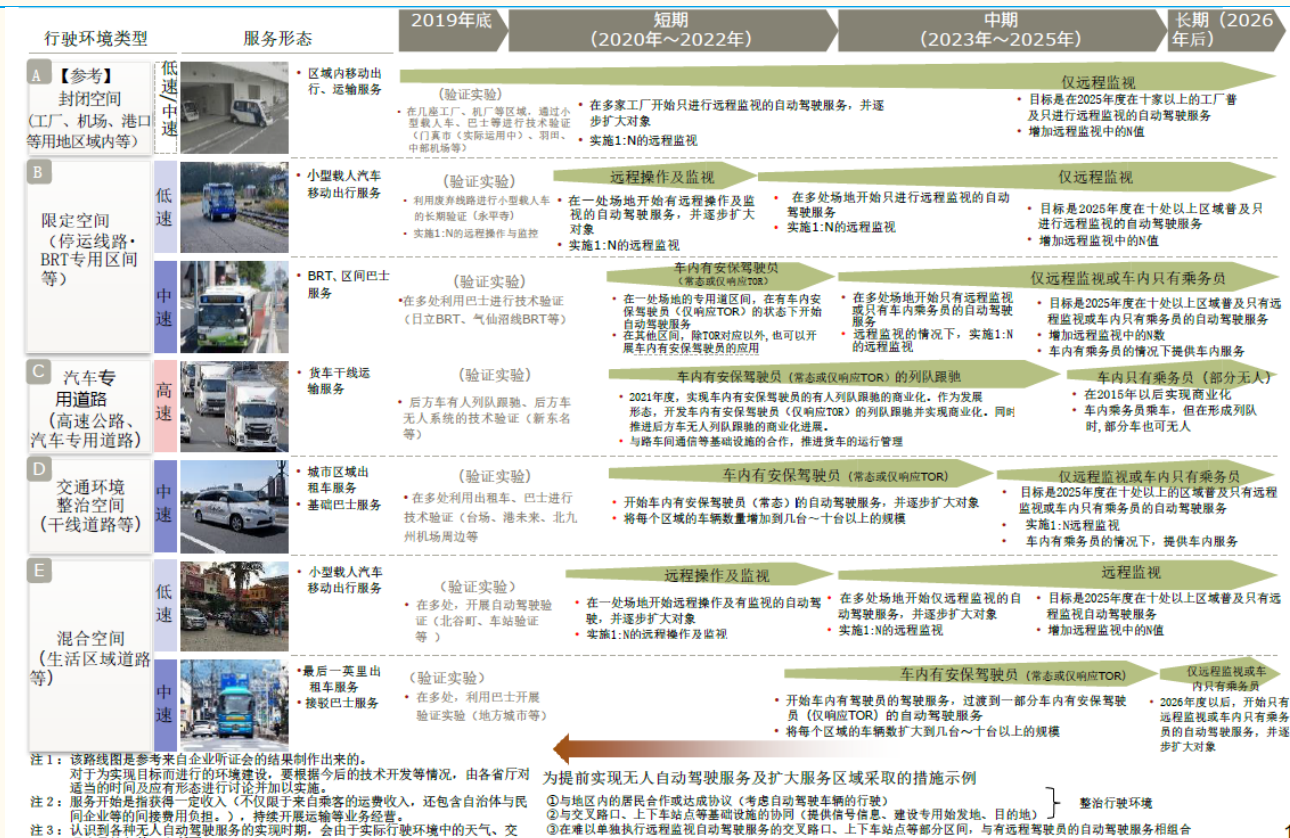 行驶环境类型
服务形态
2019年底
短期
（2020年～2022年）
中期
（2023年～2025年）
长期（2026
年后）
A
【参考】
封闭空间
(工厂、机场、港口
等用地区域内等）
低速/中速
• 区域内移动出
行、运输服务
(验证实验)
• 在几座工厂、机厂等区域，通过小
型载人车、巴士等进行技术验证
（门真市（实际运用中）、羽田、
中部机场等）
• 在多家工厂开始只进行远程监视的自动驾驶服务，并逐
步扩大对象
• 实施1:N的远程监视
仅远程监视
• 目标是在2025年度在十家以上的工厂普
及只进行远程监视的自动驾驶服务
• 增加远程监视中的N值
B
限定空间
（停运线路·
BRT专用区间
等）
低速
• 小型载人汽车
移动出行服务
(验证实验)
• 利用废弃线路进行小型载人车
的长期验证（永平寺）
• 实施1:N的远程操作与监控
远程操作及监视
• 在一处场地开始有远程操作及监
视的自动驾驶服务，并逐步扩大
对象
• 实施1:N的远程监视
仅远程监视
• 在多处场地开始只进行远程监视的自动
驾驶服务
• 实施1:N的远程监视
• 目标是2025年度在十处以上区域普及只
进行远程监视的自动驾驶服务
• 增加远程监视中的N值
中速
• BRT、区间巴士
服务
(验证实验)
•在多处利用巴士进行技术验证
（日立BRT、气仙沼线BRT等）
车内有安保驾驶员
(常态或仅响应TOR)
• 在一处场地的专用道区间，在有车内安
保驾驶员（仅响应TOR）的状态下开始
自动驾驶服务
• 在其他区间，除TOR对应以外，也可以开
展车内有安保驾驶员的应用
仅远程监视或车内只有乘务员
• 在多处场地开始只有远程监视
或只有车内乘务员的自动驾驶
服务
• 远程监视的情况下，实施1:N
的远程监视
• 目标是2025年度在十处以上区域普及只有远
程监视或车内只有乘务员的自动驾驶服务
• 增加远程监视中的N数
• 车内有乘务员的情况下提供车内服务
C
汽车专
用道路
(高速公路、
汽车专用道路）
高速
• 货车干线运
输服务
(验证实验)
• 后方车有人列队跟驰、后方车
无人系统的技术验证（新东名
等）
车内有安保驾驶员（常态或仅响应TOR）的列队跟驰
• 2021年度，实现车内有安保驾驶员的有人列队跟驰的商业化。作为发展
形态，开发车内有安保驾驶员（仅响应TOR）的列队跟驰并实现商业化。同时
推进后方车无人列队跟驰的商业化进展。
• 与路车间通信等基础设施的合作，推进货车的运行管理
车内只有乘务员（部分无人）
• 在2015年以后实现商业化
• 车内乘务员乘车，但在形成列队
时，部分车也可无人
D
交通环境
整治空间
(干线道路等)
中速
• 城市区域出
租车服务
• 基础巴士服务
(验证实验)
• 在多处利用出租车、巴士进行
技术验证（台场、港未来、北九
州机场周边等
车内有安保驾驶员（常态或仅响应TOR）
• 开始车内有安保驾驶员（常态）的自动驾驶服务，并逐步扩大对象
• 将每个区域的车辆数量增加到几台～十台以上的规模
仅远程监视或车内只有乘务员
• 目标是2025年度在十处以上的区域普及只有远程
监视或车内只有乘务员的自动驾驶服务
• 实施1:N远程监视
• 车内有乘务员的情况下，提供车内服务
E
混合空间
（生活区域道路
等）
低速
• 小型载人汽车
移动出行服务
（验证实验）
• 在多处，开展自动驾驶验
证（北谷町、车站验证
等 ）
远程操作及监视
• 在一处场地开始远程操作及有监视的自动驾
驶，并逐步扩大对象
• 实施1:N的远程操作及监视
远程监视
• 在多处场地开始仅远程监视的自
动驾驶服务，并逐步扩大对象
• 实施1:N的远程监视
• 目标是2025年度在十处以上区域普及只有远
程监视自动驾驶服务
• 增加远程监视中的N值
中速
•最后一英里出
租车服务
• 接驳巴士服务
(验证实验)
• 在多处，利用巴士开展
验证实验（地方城市等）
车内有安保驾驶员（常态或仅响应TOR）
• 开始车内有驾驶员的驾驶服务，过渡到一部分车内有安保驾驶
员（仅响应TOR）的自动驾驶服务
• 将每个区域的车辆数扩大到几台～十台以上的规模
仅远程监视或车
内只有乘务员
• 2026年度以后，开始只有
远程监视或车内只有乘务
员的自动驾驶服务，并逐
步扩大对象
注1：该路线图是参考来自企业听证会的结果制作出来的。
对于为实现目标而进行的环境建设，要根据今后的技术开发等情况，由各省厅对
适当的时间及应有形态进行讨论并加以实施。
注2：服务开始是指获得一定收入（不仅限于来自乘客的运费收入，还包含自治体与民
间企业等的间接费用负担。），持续开展运输等业务经营。
注3：认识到各种无人自动驾驶服务的实现时期，会由于实际行驶环境中的天气、交
为提前实现无人自动驾驶服务及扩大服务区域采取的措施示例
①与地区内的居民合作或达成协议（考虑自动驾驶车辆的行驶）
②与交叉路口、上下车站点等基础设施的协同（提供信号信息、建设专用始发地、目的地）
整治行驶环境
③在难以单独执行远程监视自动驾驶服务的交叉路口、上下车站点等部分区间，与有远程驾驶员的自动驾驶服务相组合